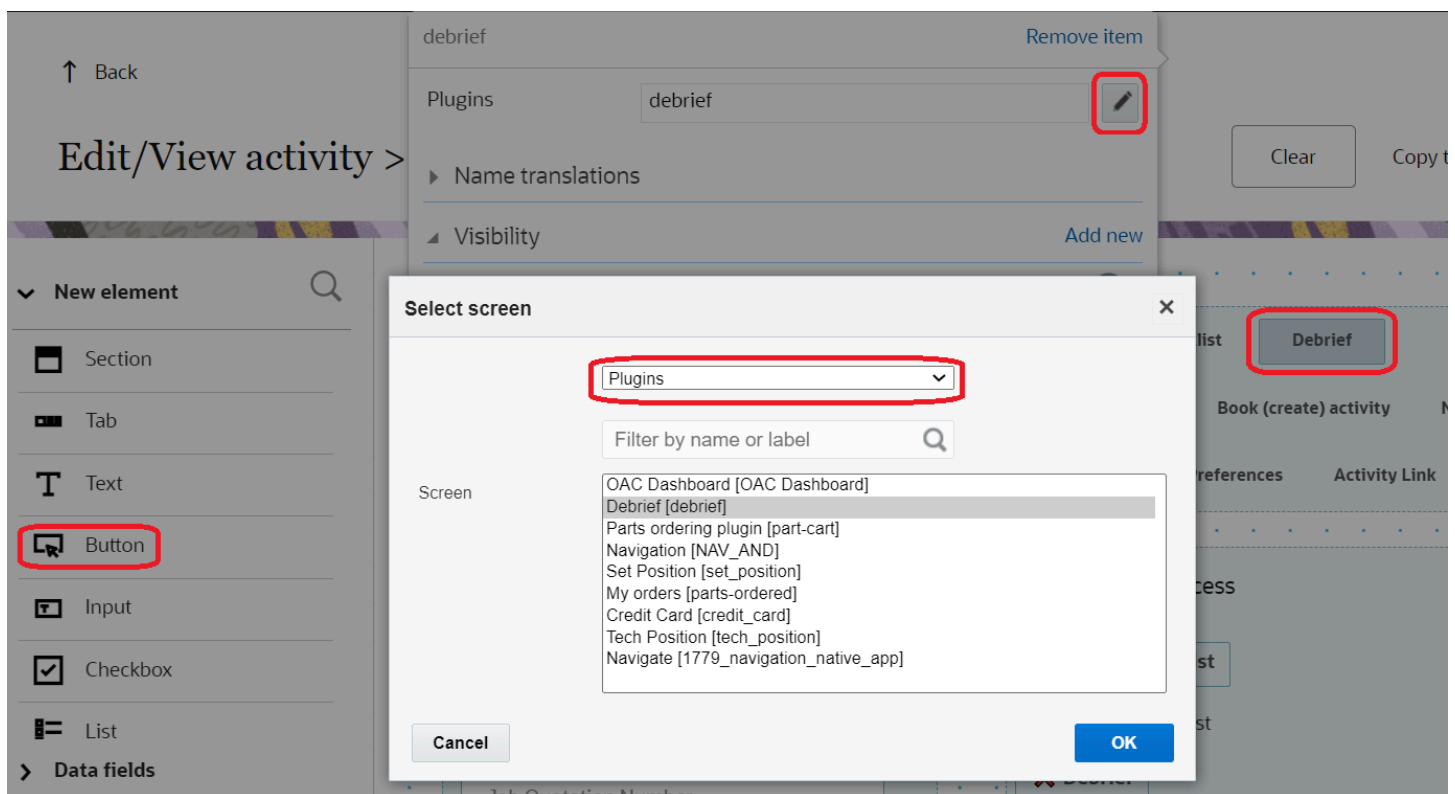 debrief
Remove item
↑ Back
Plugins
debrief
Edit/View activity >
Clear
Copy t
Name translations
Visibility
Add new
New element
Select screen
Section
list
Debrief
Plugins
Tab
Book (create) activity
N
Filter by name or label
Text
Screen
OAC Dashboard [OAC Dashboard]
Debrief [debrief]
Parts ordering plugin [part-cart]
Navigation [NAV_AND]
Set Position [set_position]
My orders [parts-ordered]
Credit Card [credit_card]
Tech Position [tech_position]
Navigate [1779_navigation_native_app]
references
Activity Link
Button
cess
Input
st
Checkbox
List
st
Cancel
OK
Data fields
Debrief